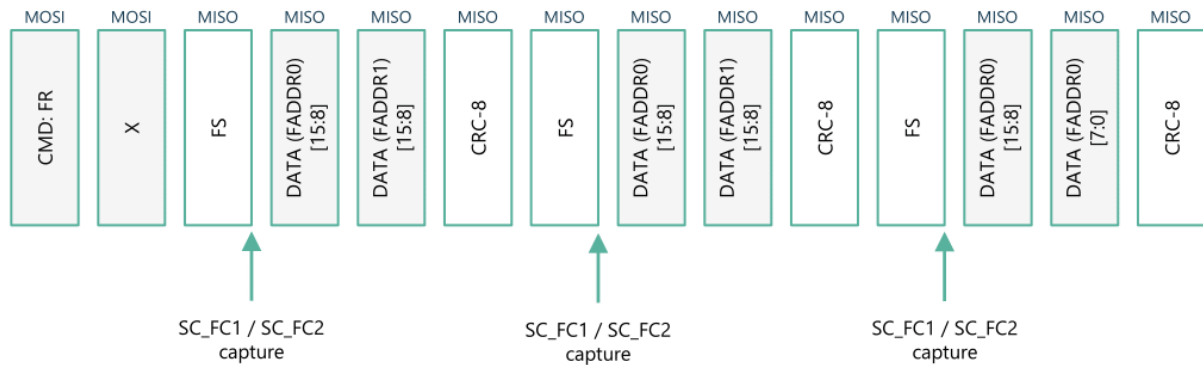 MOSI MOSI MISO MISO MISO MISO MISO MISO MISO MISO MISO MISO MISO MISO
CMD: FR
X
FS
DATA (FADDR0)
[15:8]
DATA (FADDR1)
[15:8]
CRC-8
FS
DATA (FADDR0)
[15:8]
DATA (FADDR1)
[15:8]
CRC-8
FS
DATA (FADDR0)
[15:8]
DATA (FADDR0)
[7:0]
CRC-8
SC_FC1 / SC_FC2
capture
SC_FC1 / SC_FC2
capture
SC_FC1 / SC_FC2
capture